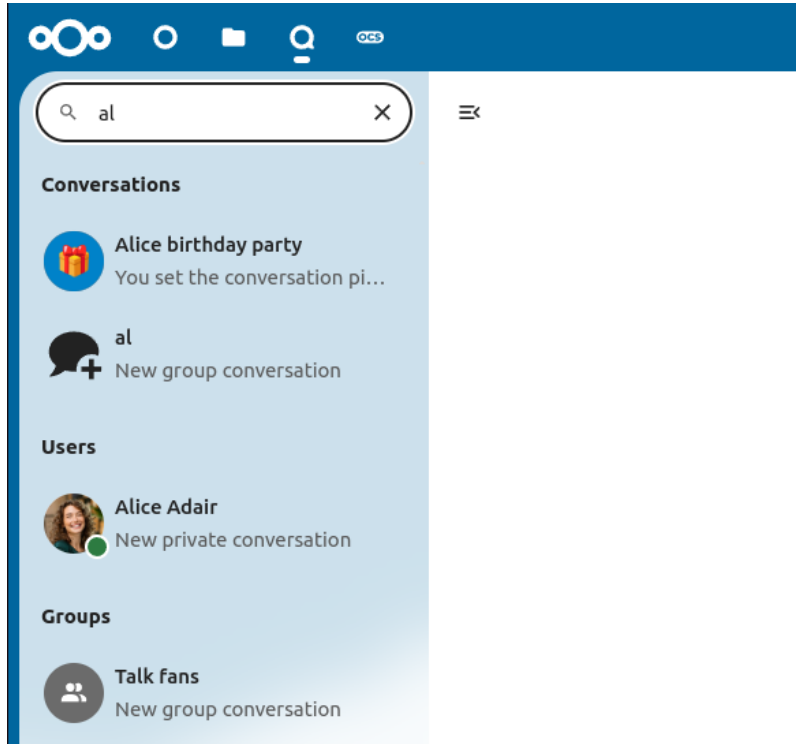 ocs
al
Conversations
Alice birthday party
You set the conversation pi...
al
New group conversation
Users
Alice Adair
New private conversation
Groups
Talk fans
New group conversation